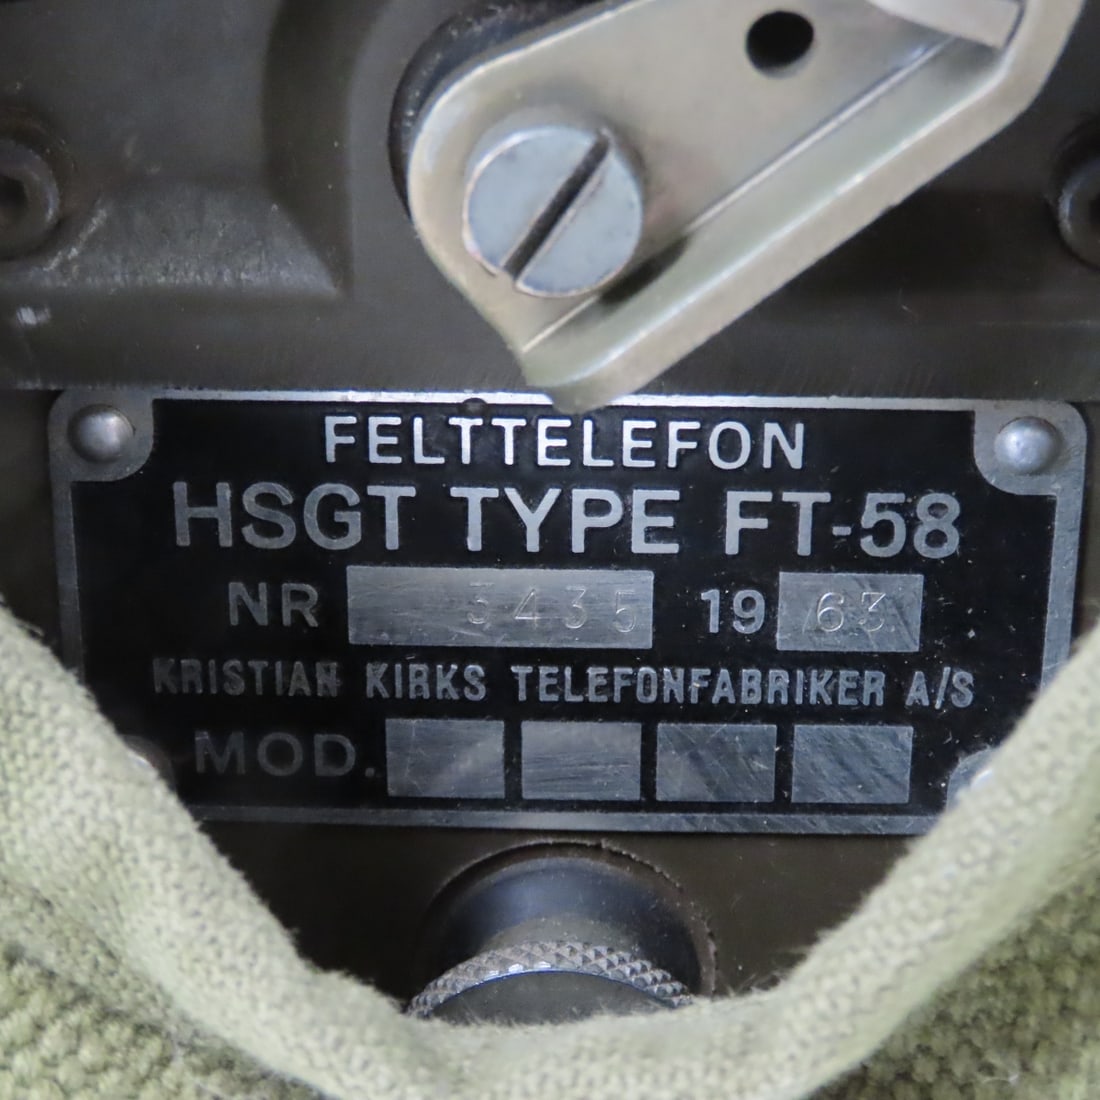 FELTTELEFON
HSGT TYPE FT-58
NR 3435 1963
KRISTIAN KIRKS TELEFONFABRIKER A/S
MOD.